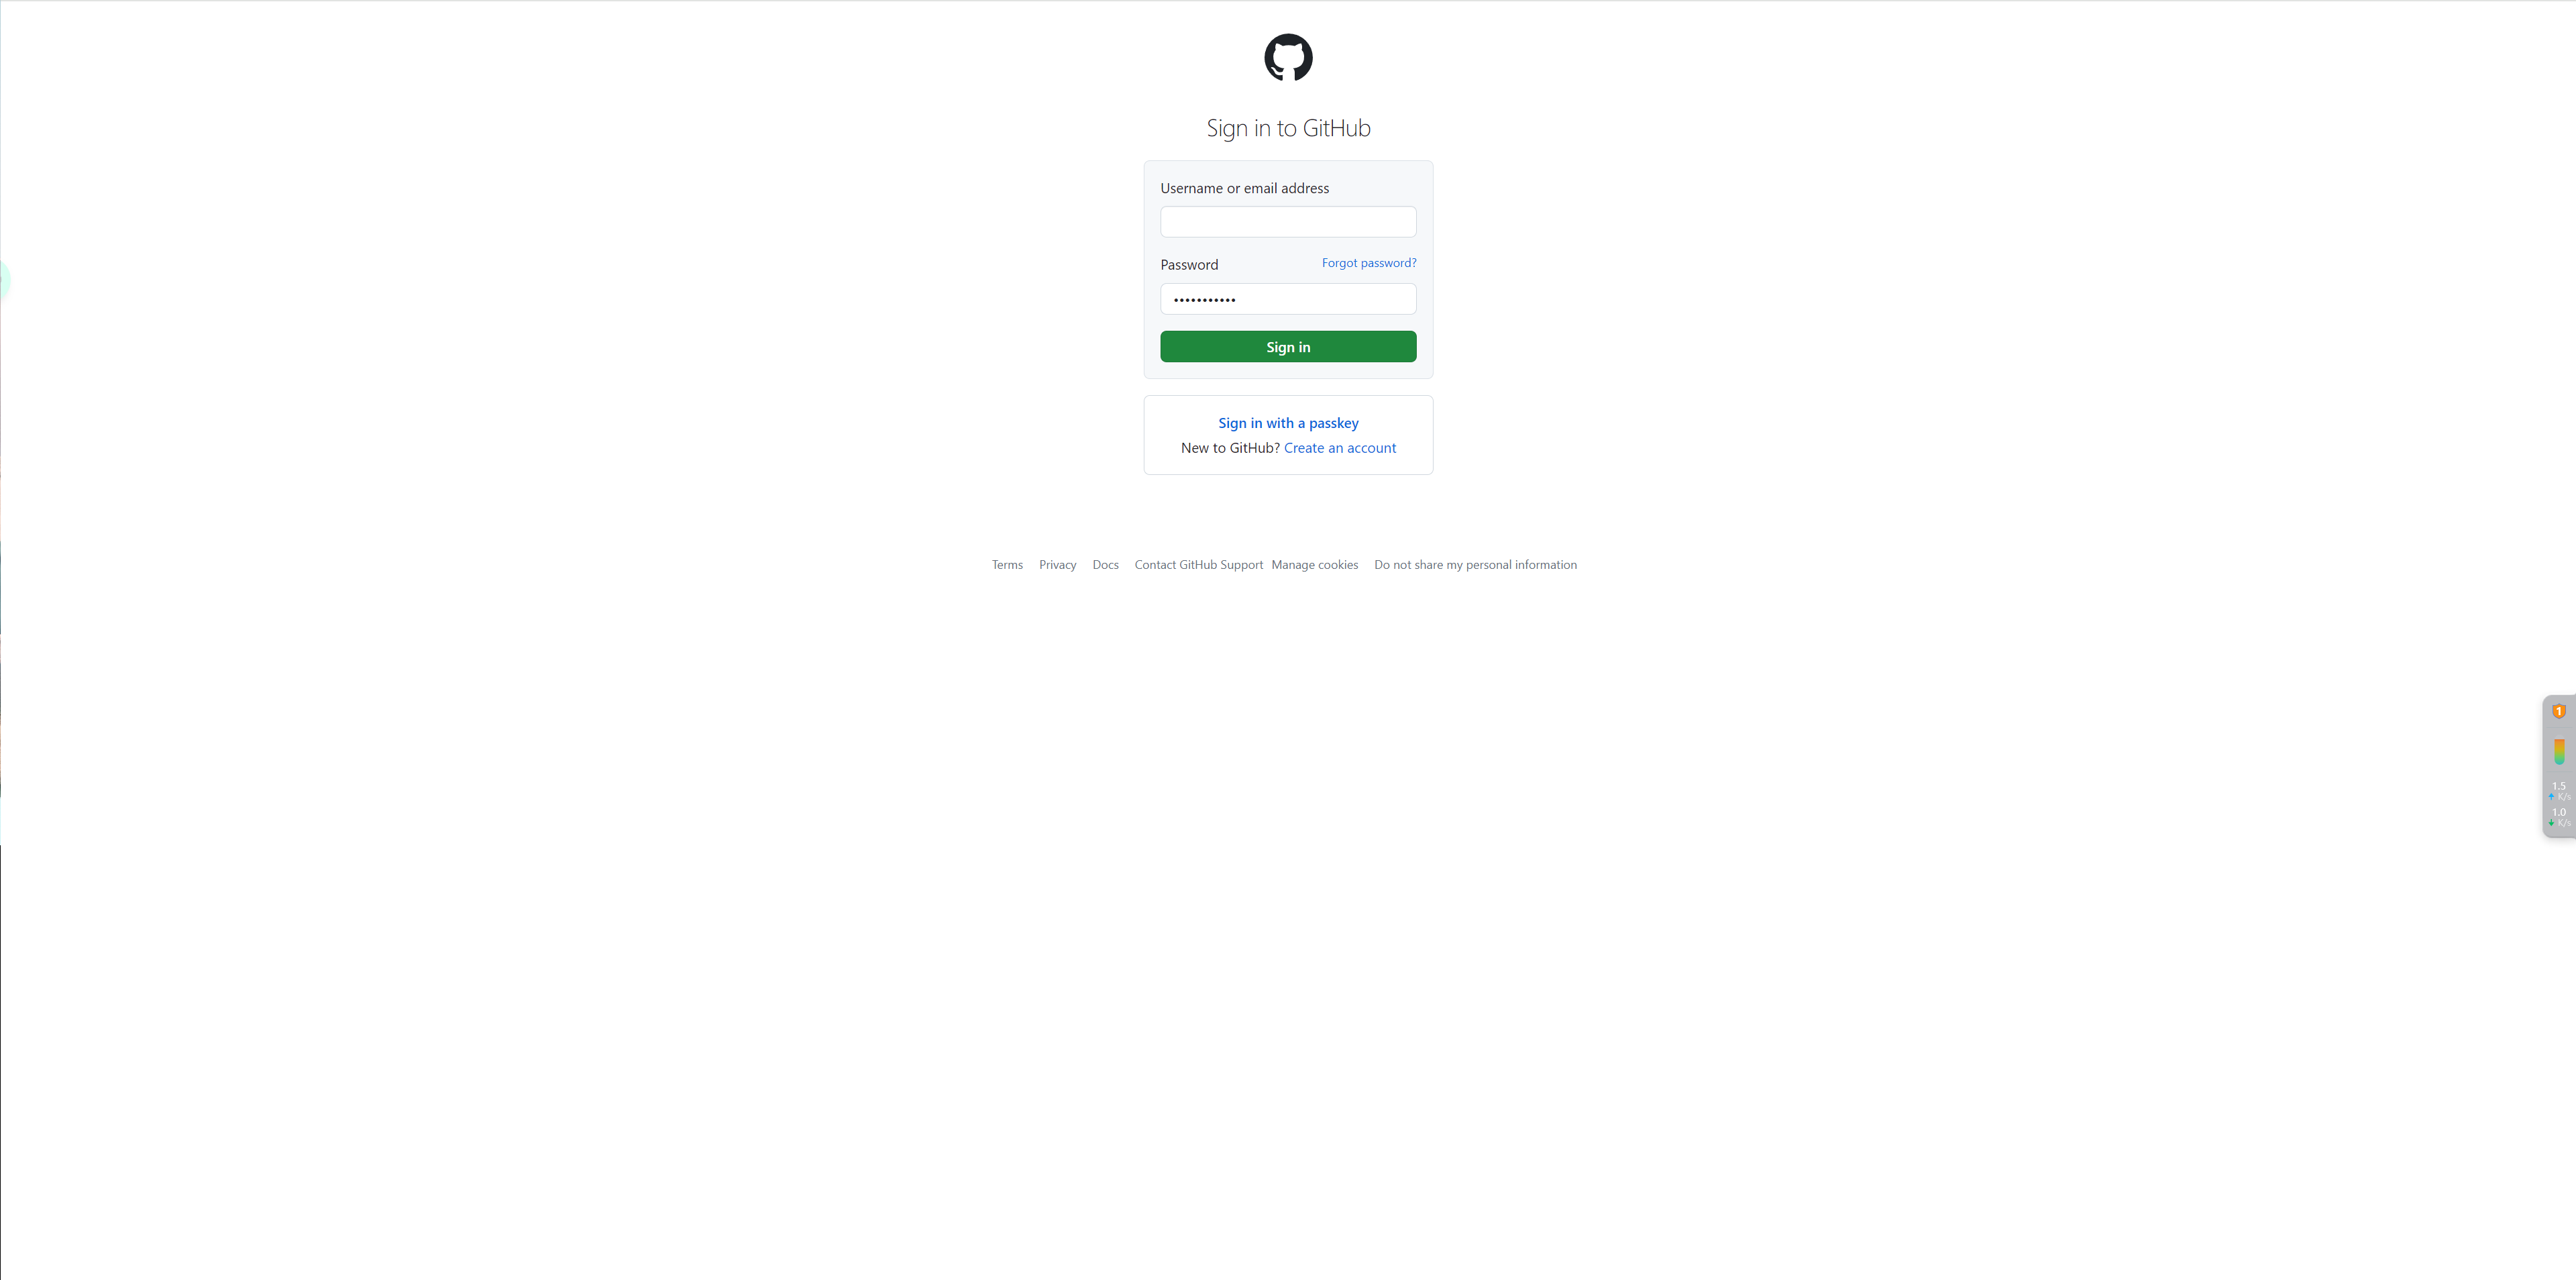 Sign in to GitHub
Username or email address
Password
Forgot password?
•••••••••••
Sign in
Sign in with a passkey
New to GitHub? Create an account
Terms Privacy Docs Contact GitHub Support Manage cookies Do not share my personal information
1
1.5
K/s
1.0
K/s